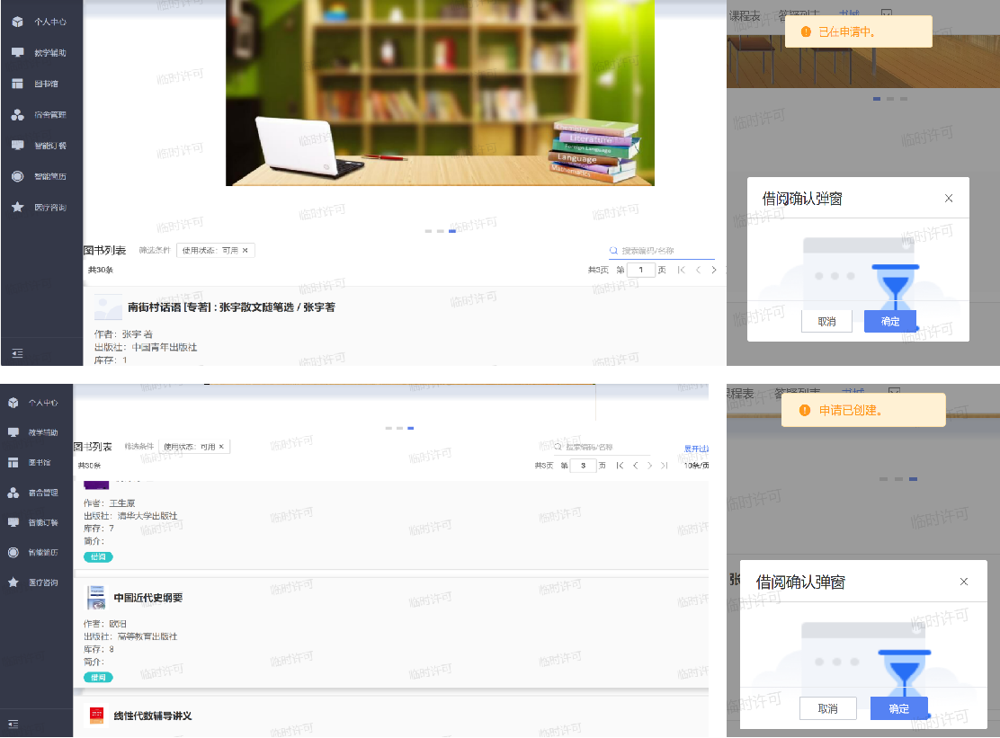 个人中心
教学辅助
图书馆
宿舍管理
智能订餐
智能简历
医疗咨询
图书列表
筛选条件
使用状态：可用 ×
搜索编码/名称
共30条
共3页 第 1 页
南街村话语 [专著] : 张宇散文随笔选 / 张宇著
作者：张宇 著
出版社：中国青年出版社
库存：1
Chemistry
Literature
Foreign Language
Language
Mathematics
课程表
答疑列表
书城
已在申请中。
借阅确认弹窗
取消
确定
个人中心
教学辅助
图书馆
宿舍管理
智能订餐
智能简历
医疗咨询
图书列表
筛选条件
使用状态：可用 ×
搜索编码/名称
展开过
共30条
共3页 第 3 页
10条/页
作者：王生原
出版社：清华大学出版社
库存：7
简介：
借阅
中国近代史纲要
作者：欧阳
出版社：高等教育出版社
库存：8
简介：
借阅
线性代数辅导讲义
课程表
答疑列表
书城
申请已创建。
张
借阅确认弹窗
取消
确定
临时许可